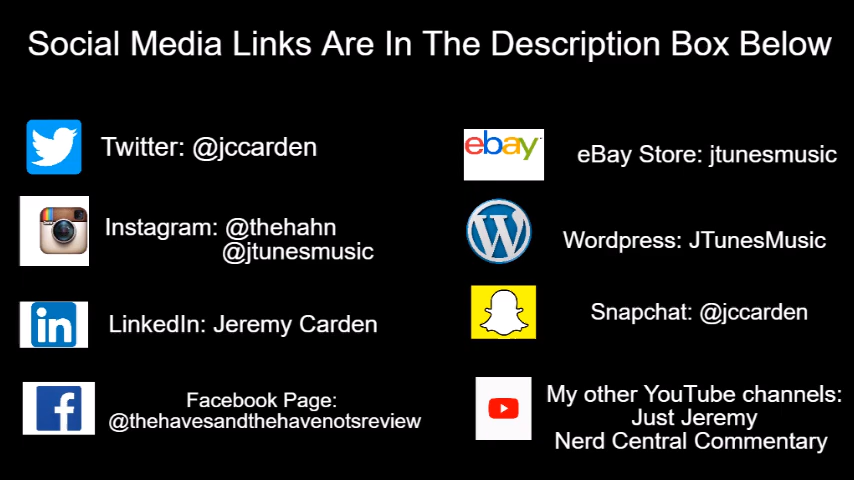 Social Media Links Are In The Description Box Below
Twitter: @jccarden
Instagram: @thehahn
@jtunesmusic
in
LinkedIn: Jeremy Carden
f
Facebook Page:
@thehavesandthehavenotsreview
ebay
eBay Store: jtunesmusic
W
Wordpress: JTunesMusic
Snapchat: @jccarden
My other YouTube channels:
Just Jeremy
Nerd Central Commentary